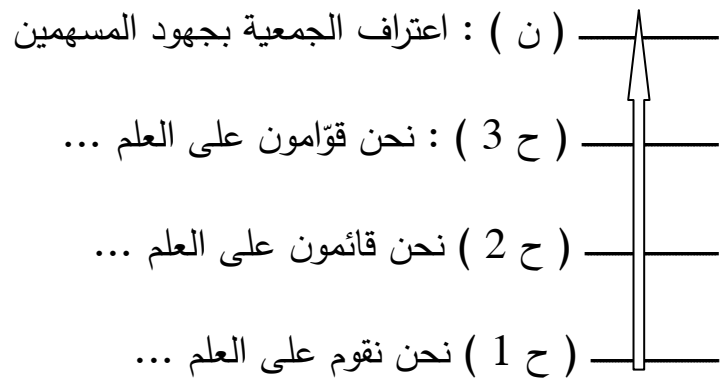 ( ن ) : اعتراف الجمعية بجهود المسهمين
( ح 3 ) : نحن قوّامون على العلم ...
( ح 2 ) نحن قائمون على العلم ...
( ح 1 ) نحن نقوم على العلم ...